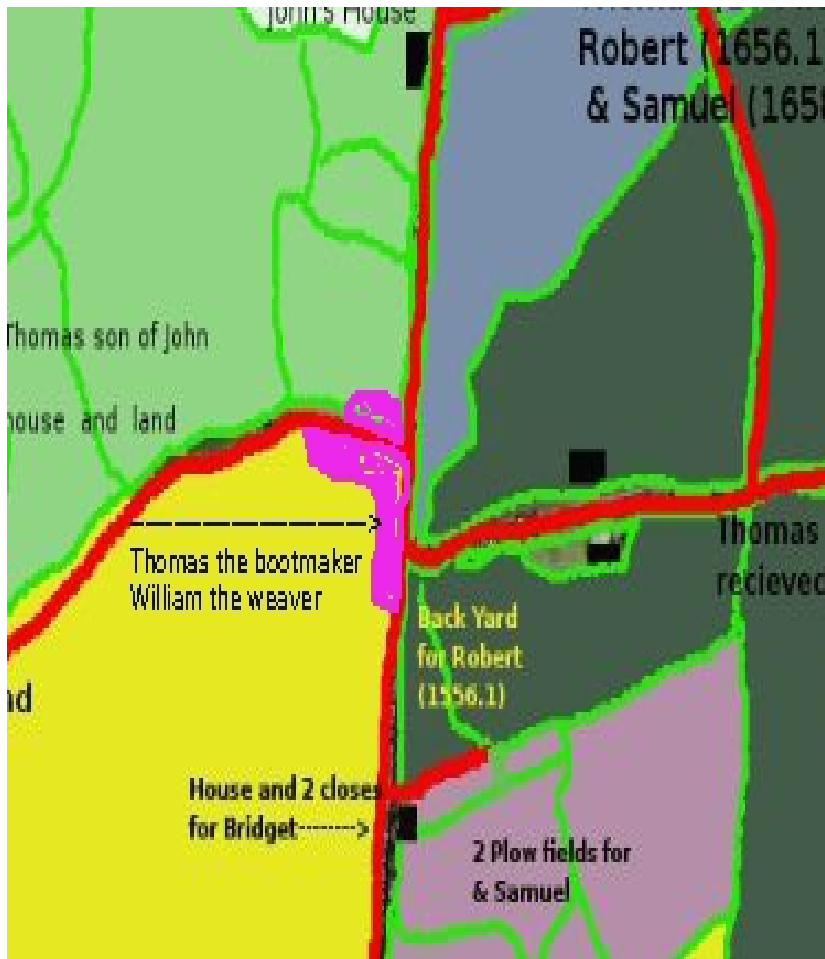 John's House
Robert (1656.1
& Samuel (1658
Thomas son of John
house and land
Thomas the bootmaker
William the weaver
Thomas
recieved
Back Yard
for Robert
(1556.1)
House and 2 closes
for Bridget-------->
2 Plow fields for
& Samuel